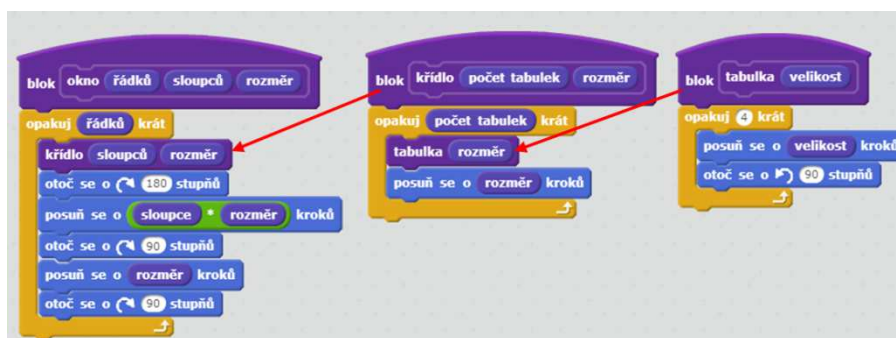 blok okno řádků sloupců rozměr
opakuj řádků krát
křídlo sloupců rozměr
otoč se o ↻ 180 stupňů
posuň se o sloupce * rozměr kroků
otoč se o ↻ 90 stupňů
posuň se o rozměr kroků
otoč se o ↻ 90 stupňů
blok křídlo počet tabulek rozměr
opakuj počet tabulek krát
tabulka rozměr
posuň se o rozměr kroků
blok tabulka velikost
opakuj 4 krát
posuň se o velikost kroků
otoč se o ↺ 90 stupňů